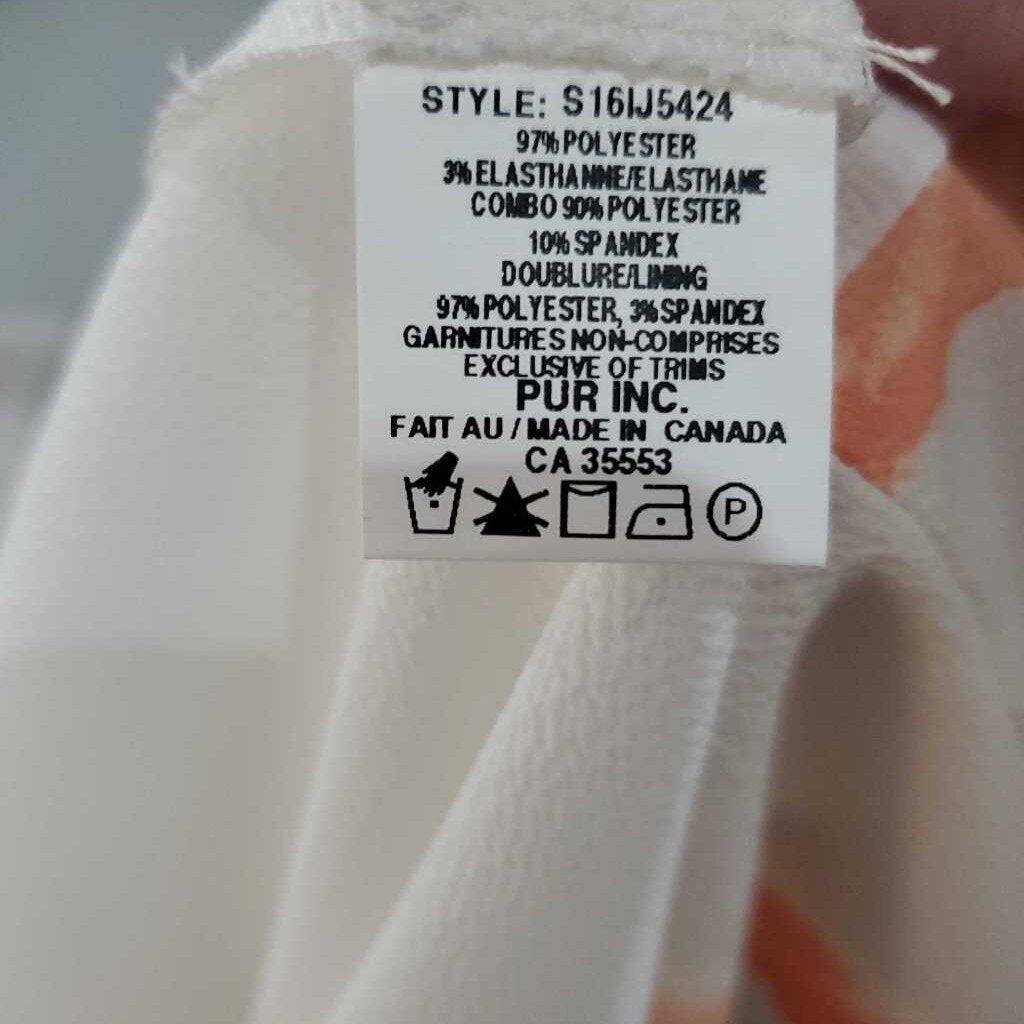 STYLE: S16IJ5424
97% POLYESTER
3% ELASTHANNE/ELASTHANE
COMBO 90% POLYESTER
10% SPANDEX
DOUBLURE/LINING
97% POLYESTER, 3% SPANDEX
GARNITURES NON-COMPRISES
EXCLUSIVE OF TRIMS
PUR INC.
FAIT AU / MADE IN CANADA
CA 35553
P